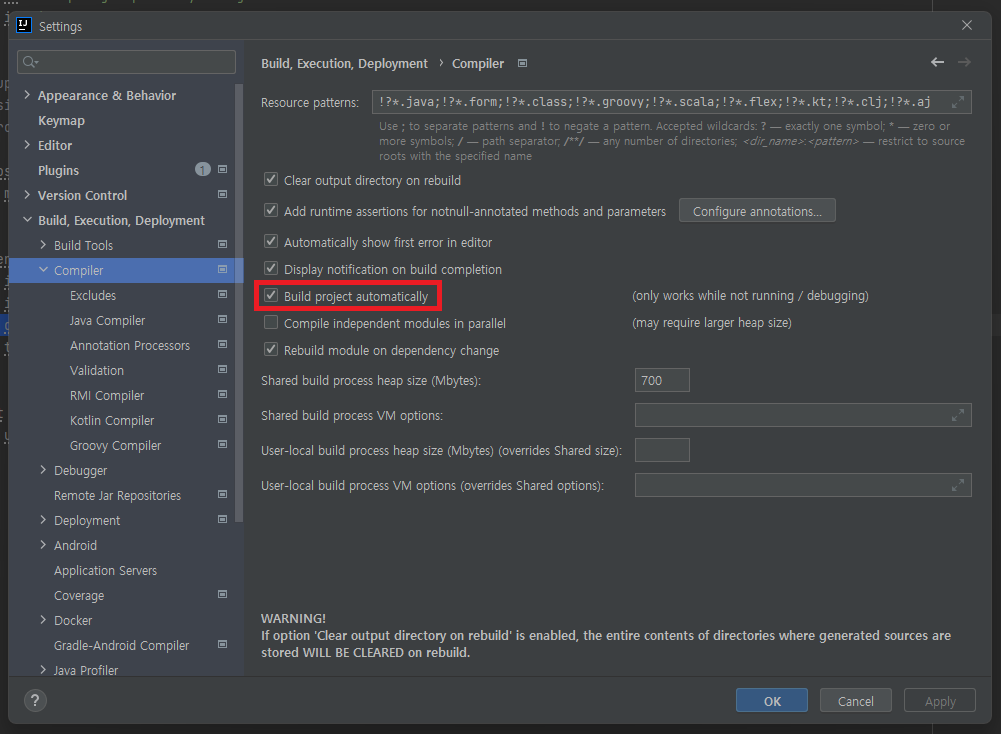 Settings
Build, Execution, Deployment › Compiler
Appearance & Behavior
Keymap
Editor
Plugins 1
Version Control
Build, Execution, Deployment
Build Tools
Compiler
Excludes
Java Compiler
Annotation Processors
Validation
RMI Compiler
Kotlin Compiler
Groovy Compiler
Debugger
Remote Jar Repositories
Deployment
Android
Application Servers
Coverage
Docker
Gradle-Android Compiler
Java Profiler
Resource patterns: !?*.java;!?*.form;!?*.class;!?*.groovy;!?*.scala;!?*.flex;!?*.kt;!?*.clj;!?*.aj
Use ; to separate patterns and ! to negate a pattern. Accepted wildcards: ? — exactly one symbol; * — zero or
more symbols; / — path separator; /**/ — any number of directories; <dir_name>:<pattern> — restrict to source
roots with the specified name
Clear output directory on rebuild
Add runtime assertions for notnull-annotated methods and parameters Configure annotations...
Automatically show first error in editor
Display notification on build completion
Build project automatically (only works while not running / debugging)
Compile independent modules in parallel (may require larger heap size)
Rebuild module on dependency change
Shared build process heap size (Mbytes): 700
Shared build process VM options:
User-local build process heap size (Mbytes) (overrides Shared size):
User-local build process VM options (overrides Shared options):
WARNING!
If option 'Clear output directory on rebuild' is enabled, the entire contents of directories where generated sources are
stored WILL BE CLEARED on rebuild.
? OK Cancel Apply